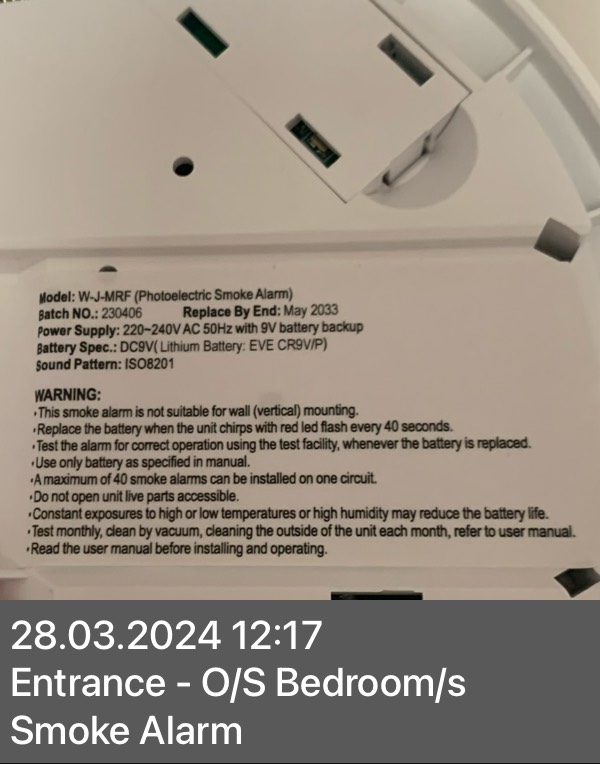 Model: W-J-MRF (Photoelectric Smoke Alarm)
Batch NO.: 230406 Replace By End: May 2033
Power Supply: 220~240V AC 50Hz with 9V battery backup
Battery Spec.: DC9V( Lithium Battery: EVE CR9V/P)
Sound Pattern: ISO8201
WARNING:
·This smoke alarm is not suitable for wall (vertical) mounting.
·Replace the battery when the unit chirps with red led flash every 40 seconds.
·Test the alarm for correct operation using the test facility, whenever the battery is replaced.
·Use only battery as specified in manual.
·A maximum of 40 smoke alarms can be installed on one circuit.
·Do not open unit live parts accessible.
·Constant exposures to high or low temperatures or high humidity may reduce the battery life.
·Test monthly, clean by vacuum, cleaning the outside of the unit each month, refer to user manual.
·Read the user manual before installing and operating.
28.03.2024 12:17
Entrance - O/S Bedroom/s
Smoke Alarm